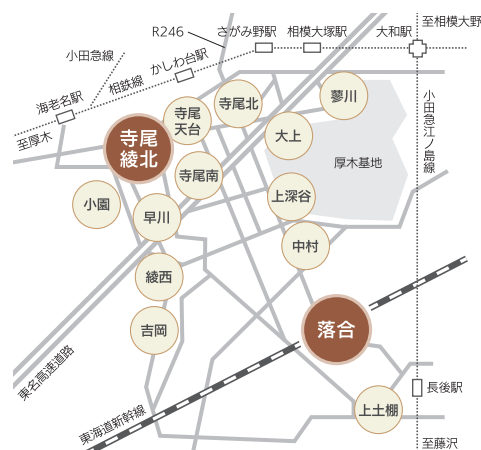 至相模大野
R246
さがみ野駅
相模大塚駅
大和駅
小田急線
かしわ台駅
相鉄線
海老名駅
至厚木
寺尾北
蓼川
寺尾
天台
大上
寺尾
綾北
厚木基地
小田急江ノ島線
寺尾南
小園
上深谷
早川
中村
綾西
吉岡
落合
東名高速道路
長後駅
上土棚
東海道新幹線
至藤沢